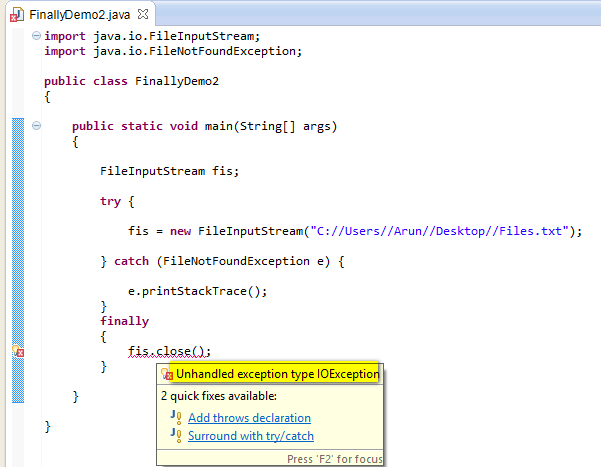 FinallyDemo2.java
import java.io.FileInputStream;
import java.io.FileNotFoundException;
public class FinallyDemo2
{
public static void main(String[] args)
{
FileInputStream fis;
try {
fis = new FileInputStream("C://Users//Arun//Desktop//Files.txt");
} catch (FileNotFoundException e) {
e.printStackTrace();
}
finally
{
fis.close();
}
Unhandled exception type IOException
2 quick fixes available:
Add throws declaration
Surround with try/catch
Press 'F2' for focus
}
}